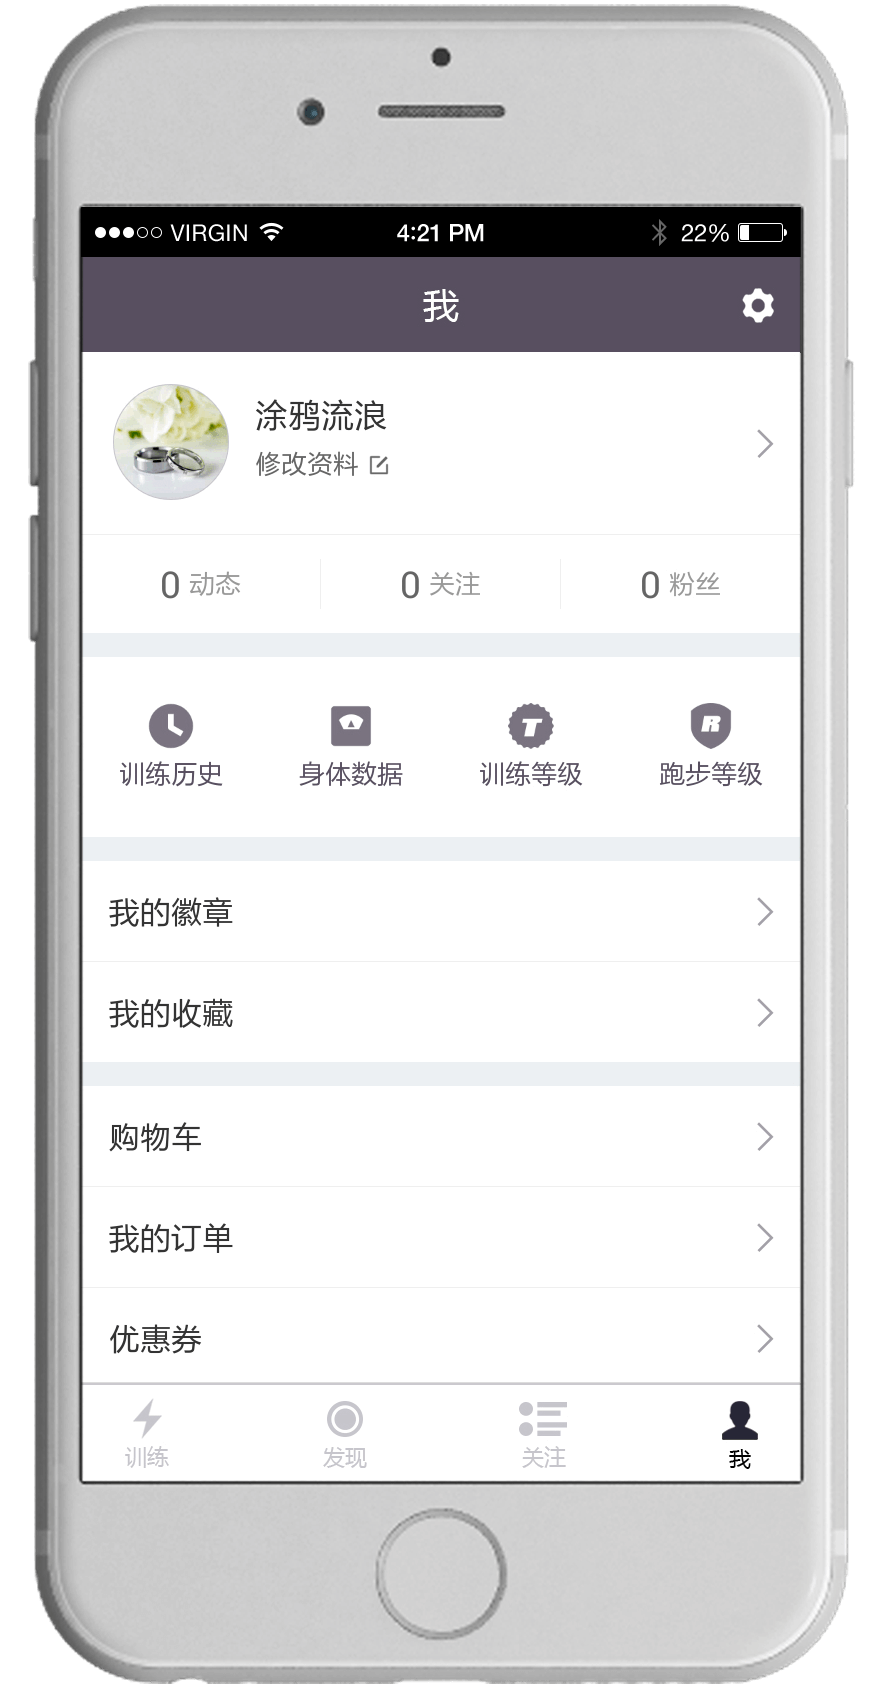 VIRGIN 4:21 PM 22%
我
涂鸦流浪
修改资料
0 动态 0 关注 0 粉丝
T R
训练历史 身体数据 训练等级 跑步等级
我的徽章
我的收藏
购物车
我的订单
优惠券
训练 发现 关注 我